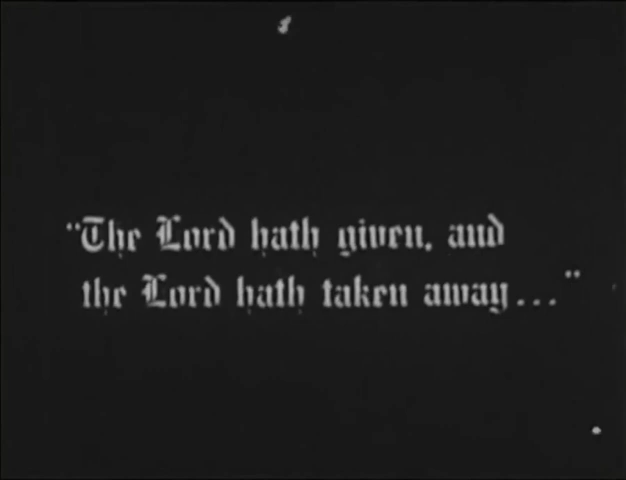 "The Lord hath given, and
the Lord hath taken away..."